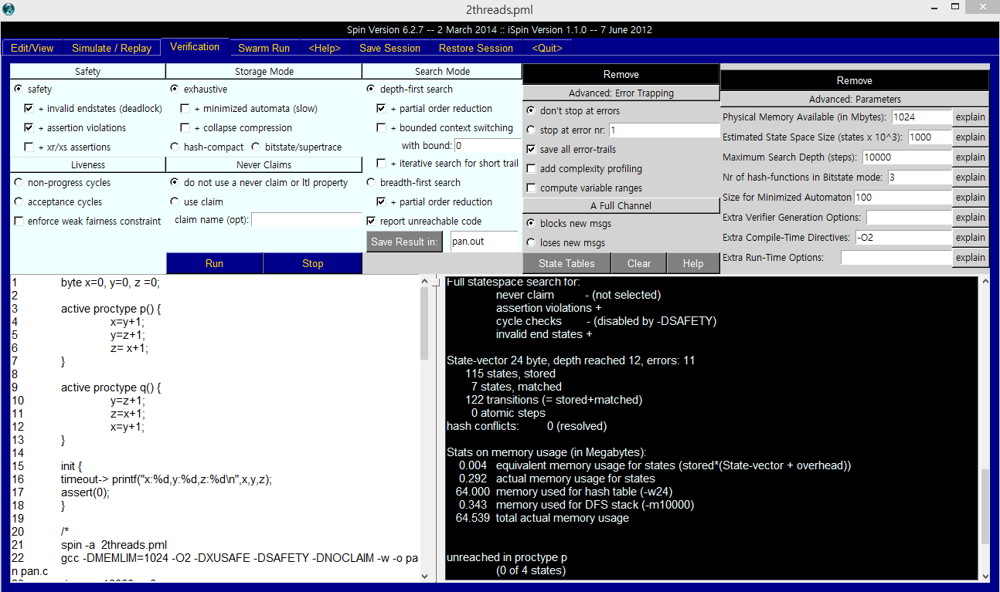 2threads.pml
Spin Version 6.2.7 -- 2 March 2014 :: iSpin Version 1.1.0 -- 7 June 2012
Edit/View Simulate / Replay Verification Swarm Run <Help> Save Session Restore Session <Quit>
Safety
safety
+ invalid endstates (deadlock)
+ assertion violations
+ xr/xs assertions
Liveness
non-progress cycles
acceptance cycles
enforce weak fairness constraint
Storage Mode
exhaustive
+ minimized automata (slow)
+ collapse compression
hash-compact bitstate/supertrace
Never Claims
do not use a never claim or ltl property
use claim
claim name (opt):
Run Stop
Search Mode
depth-first search
+ partial order reduction
+ bounded context switching
with bound: 0
+ iterative search for short trail
breadth-first search
+ partial order reduction
report unreachable code
Save Result in: pan.out
Remove
Advanced: Error Trapping
don't stop at errors
stop at error nr: 1
save all error-trails
add complexity profiling
compute variable ranges
A Full Channel
blocks new msgs
loses new msgs
State Tables Clear Help
Remove
Advanced: Parameters
Physical Memory Available (in Mbytes): 1024 explain
Estimated State Space Size (states x 10^3): 1000 explain
Maximum Search Depth (steps): 10000 explain
Nr of hash-functions in Bitstate mode: 3 explain
Size for Minimized Automaton 100 explain
Extra Verifier Generation Options: explain
Extra Compile-Time Directives: -O2 explain
Extra Run-Time Options: explain
1 byte x=0, y=0, z =0;
2
3 active proctype p() {
4 x=y+1;
5 y=z+1;
6 z= x+1;
7 }
8
9 active proctype q() {
10 y=z+1;
11 z=x+1;
12 x=y+1;
13 }
14
15 init {
16 timeout-> printf("x:%d,y:%d,z:%d\n",x,y,z);
17 assert(0);
18 }
19
20 /*
21 spin -a 2threads.pml
22 gcc -DMEMLIM=1024 -O2 -DXUSAFE -DSAFETY -DNOCLAIM -w -o pa
n pan.c
Full statespace search for:
never claim - (not selected)
assertion violations +
cycle checks - (disabled by -DSAFETY)
invalid end states +
State-vector 24 byte, depth reached 12, errors: 11
115 states, stored
7 states, matched
122 transitions (= stored+matched)
0 atomic steps
hash conflicts: 0 (resolved)
Stats on memory usage (in Megabytes):
0.004 equivalent memory usage for states (stored*(State-vector + overhead))
0.292 actual memory usage for states
64.000 memory used for hash table (-w24)
0.343 memory used for DFS stack (-m10000)
64.539 total actual memory usage
unreached in proctype p
(0 of 4 states)